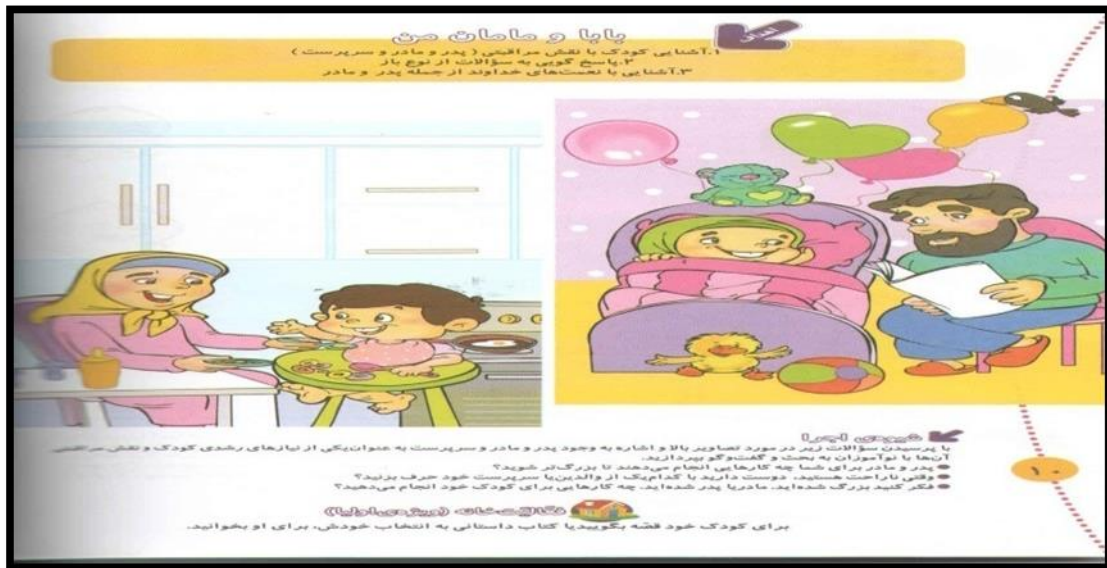 بابا و مامان من
اهداف
۱.آشنایی کودک با نقش مراقبتی ( پدر و مادر و سرپرست )
۲.پاسخ گویی به سؤالات از نوع باز
۳.آشنایی با نعمت‌های خداوند از جمله پدر و مادر
شیوه‌ی اجرا
با پرسیدن سؤالات زیر در مورد تصاویر بالا و اشاره به وجود پدر و مادر و سرپرست به عنوان یکی از نیازهای رشدی کودک و نقش مراقبتی
آن‌ها با نوآموزان به بحث و گفت‌وگو بپردازید.
● پدر و مادر برای شما چه کارهایی انجام می‌دهند تا بزرگ‌تر شوید؟
● وقتی ناراحت هستید، دوست دارید با کدام‌یک از والدین یا سرپرست خود حرف بزنید؟
● فکر کنید بزرگ شده‌اید، مادر یا پدر شده‌اید، چه کارهایی برای کودک خود انجام می‌دهید؟
۱۰
فعالیت خانه (ویژه‌ی اولیا)
برای کودک خود قصّه بگویید یا کتاب داستانی به انتخاب خودش، برای او بخوانید.